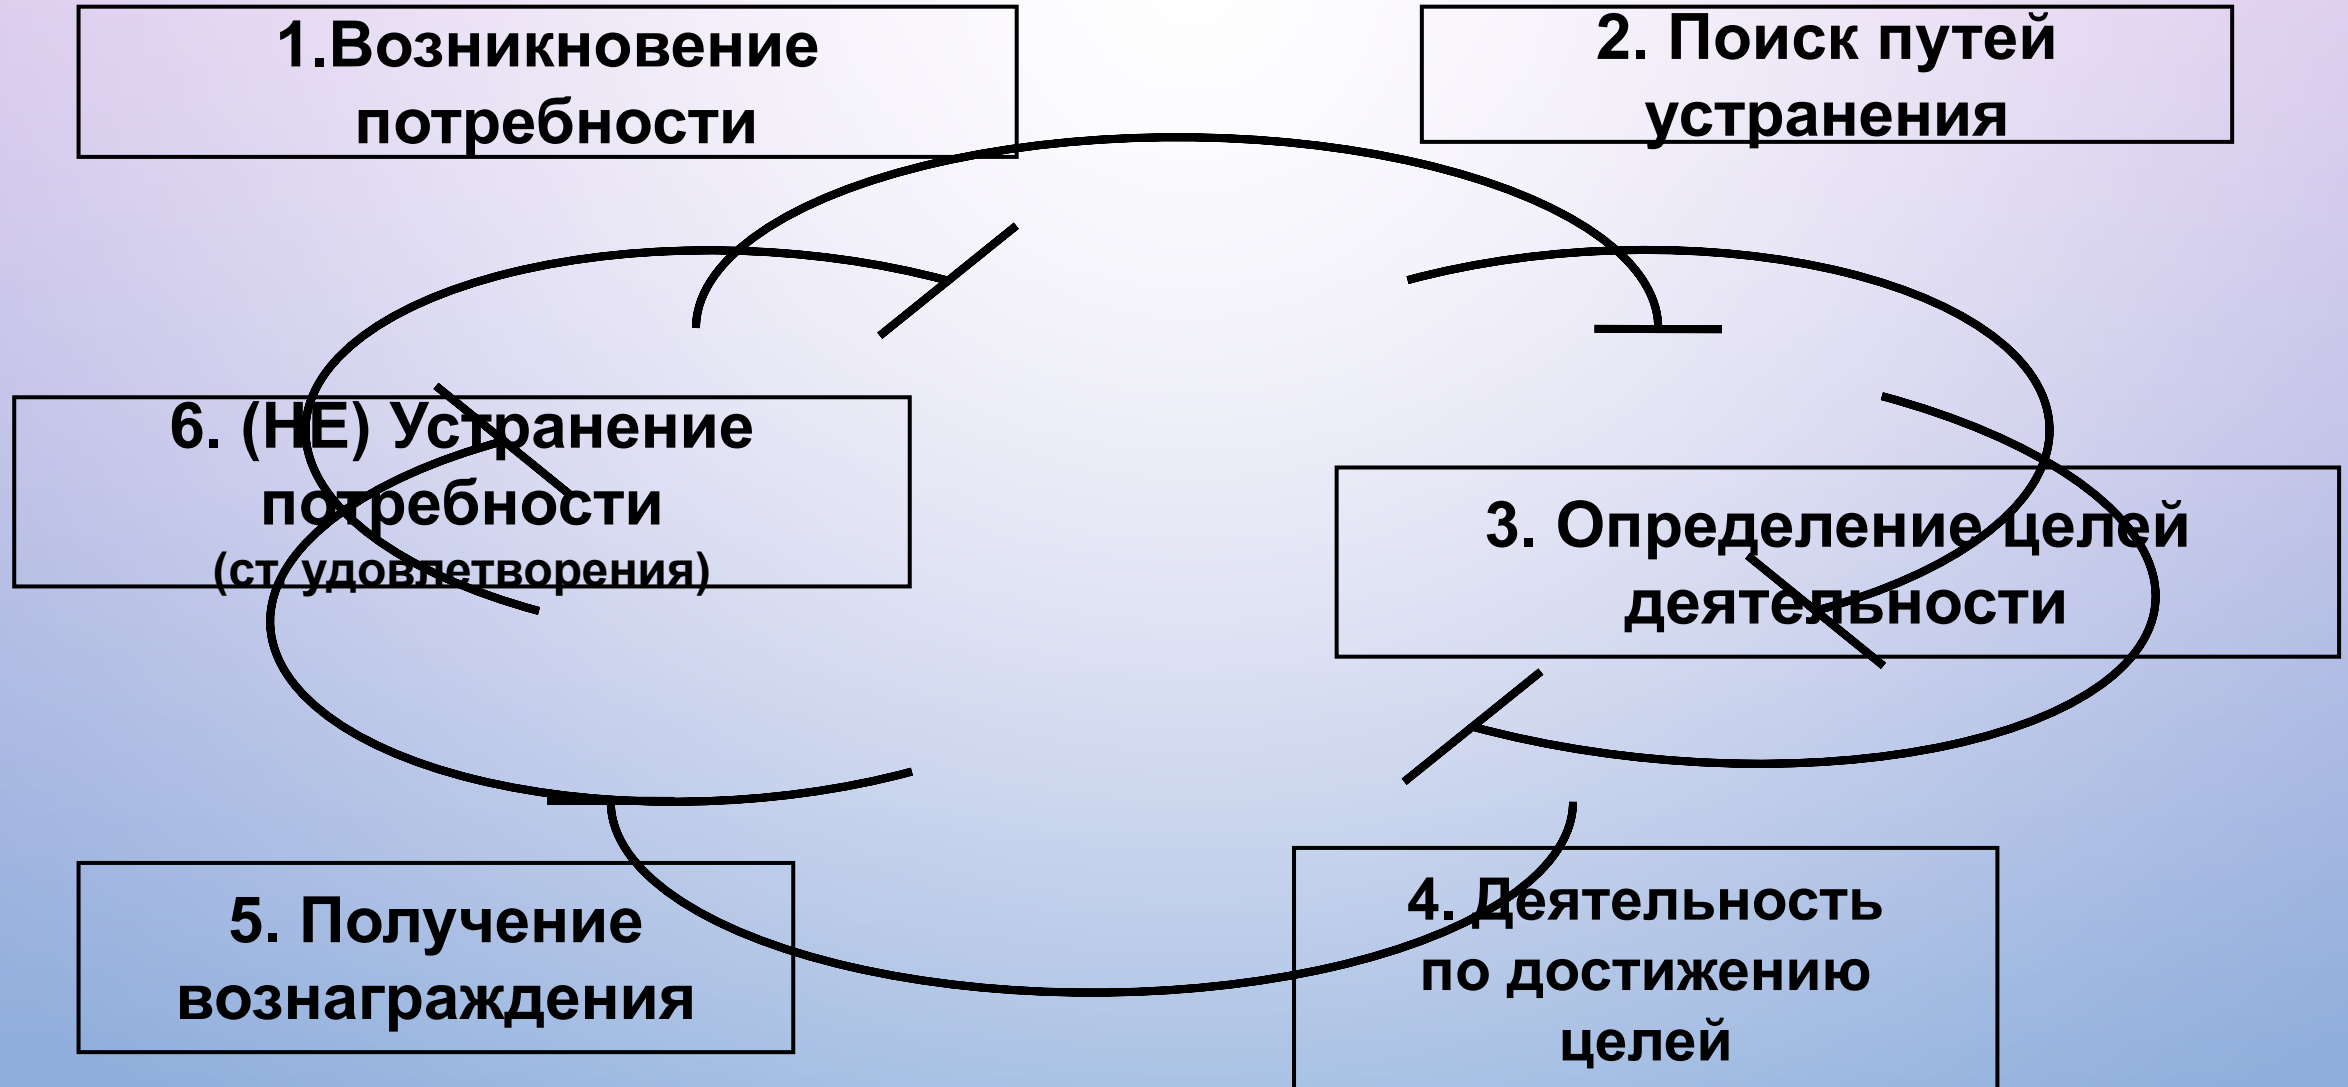 1.Возникновение
потребности
2. Поиск путей
устранения
3. Определение целей
деятельности
4. Деятельность
по достижению
целей
5. Получение
вознаграждения
6. (НЕ) Устранение
потребности
(ст. удовлетворения)